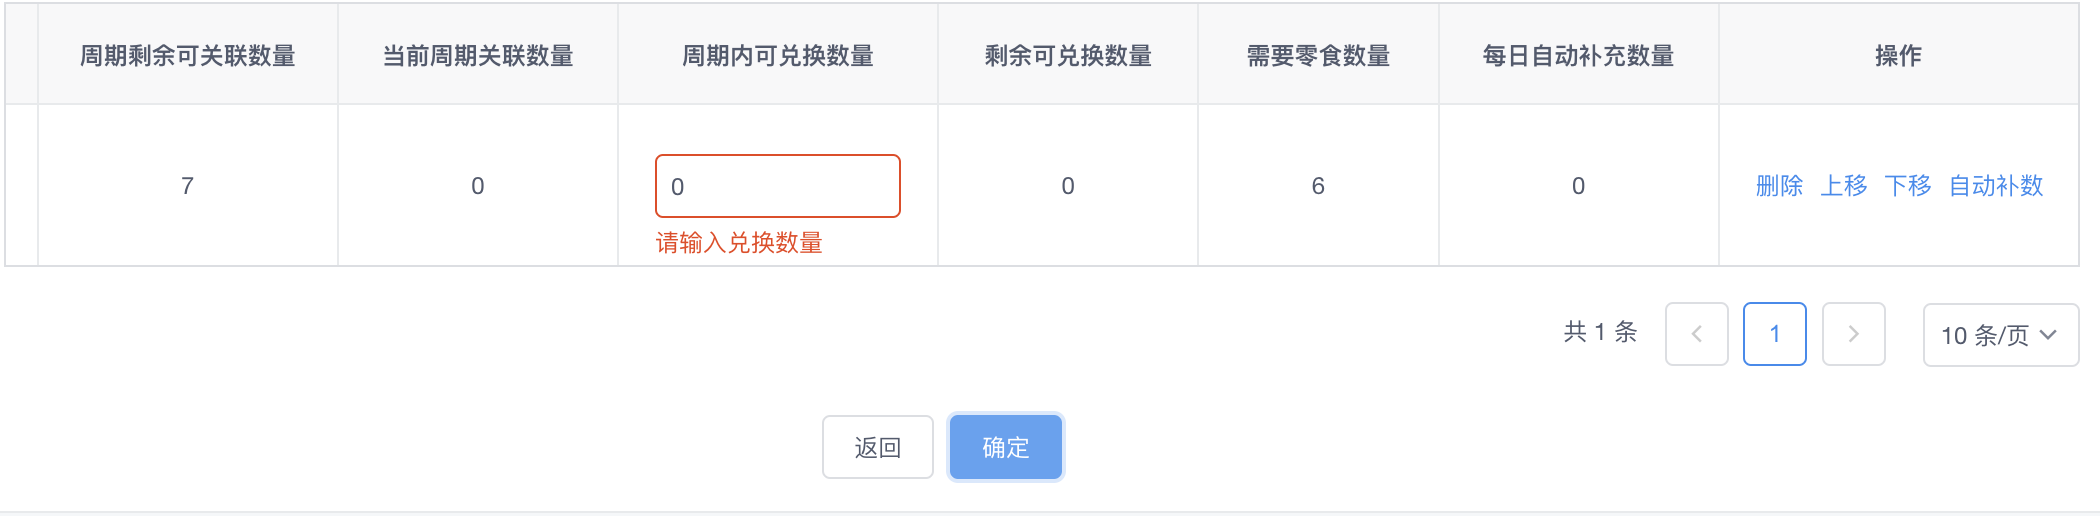 周期剩余可关联数量 当前周期关联数量 周期内可兑换数量 剩余可兑换数量 需要零食数量 每日自动补充数量 操作
7 0 0 0 6 0 删除 上移 下移 自动补数
请输入兑换数量
共 1 条 1 10 条/页
返回 确定